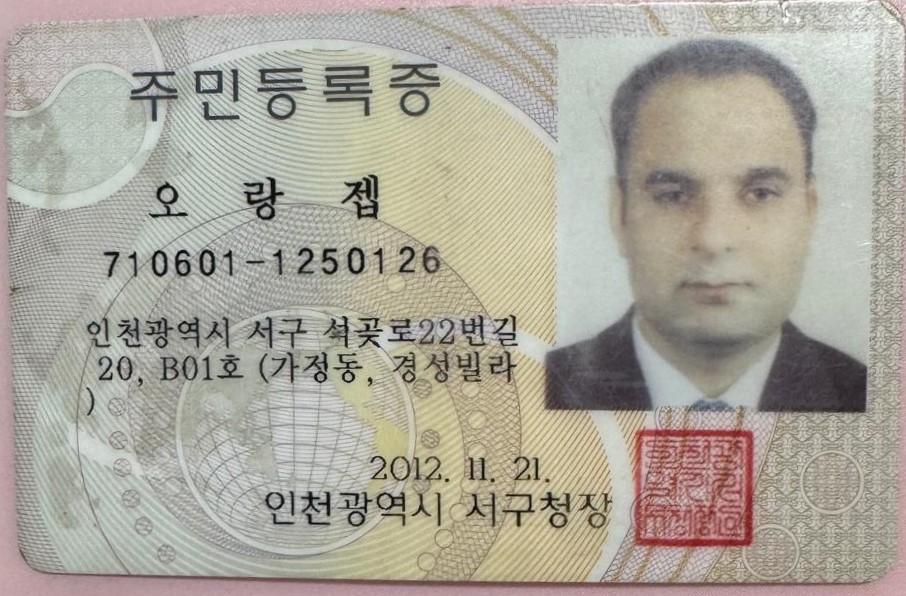 주민등록증
오 랑 젭
710601-1250126
인천광역시 서구 석곶로22번길
20, B01호 (가정동, 경성빌라
)
2012. 11. 21.
인천광역시 서구청장